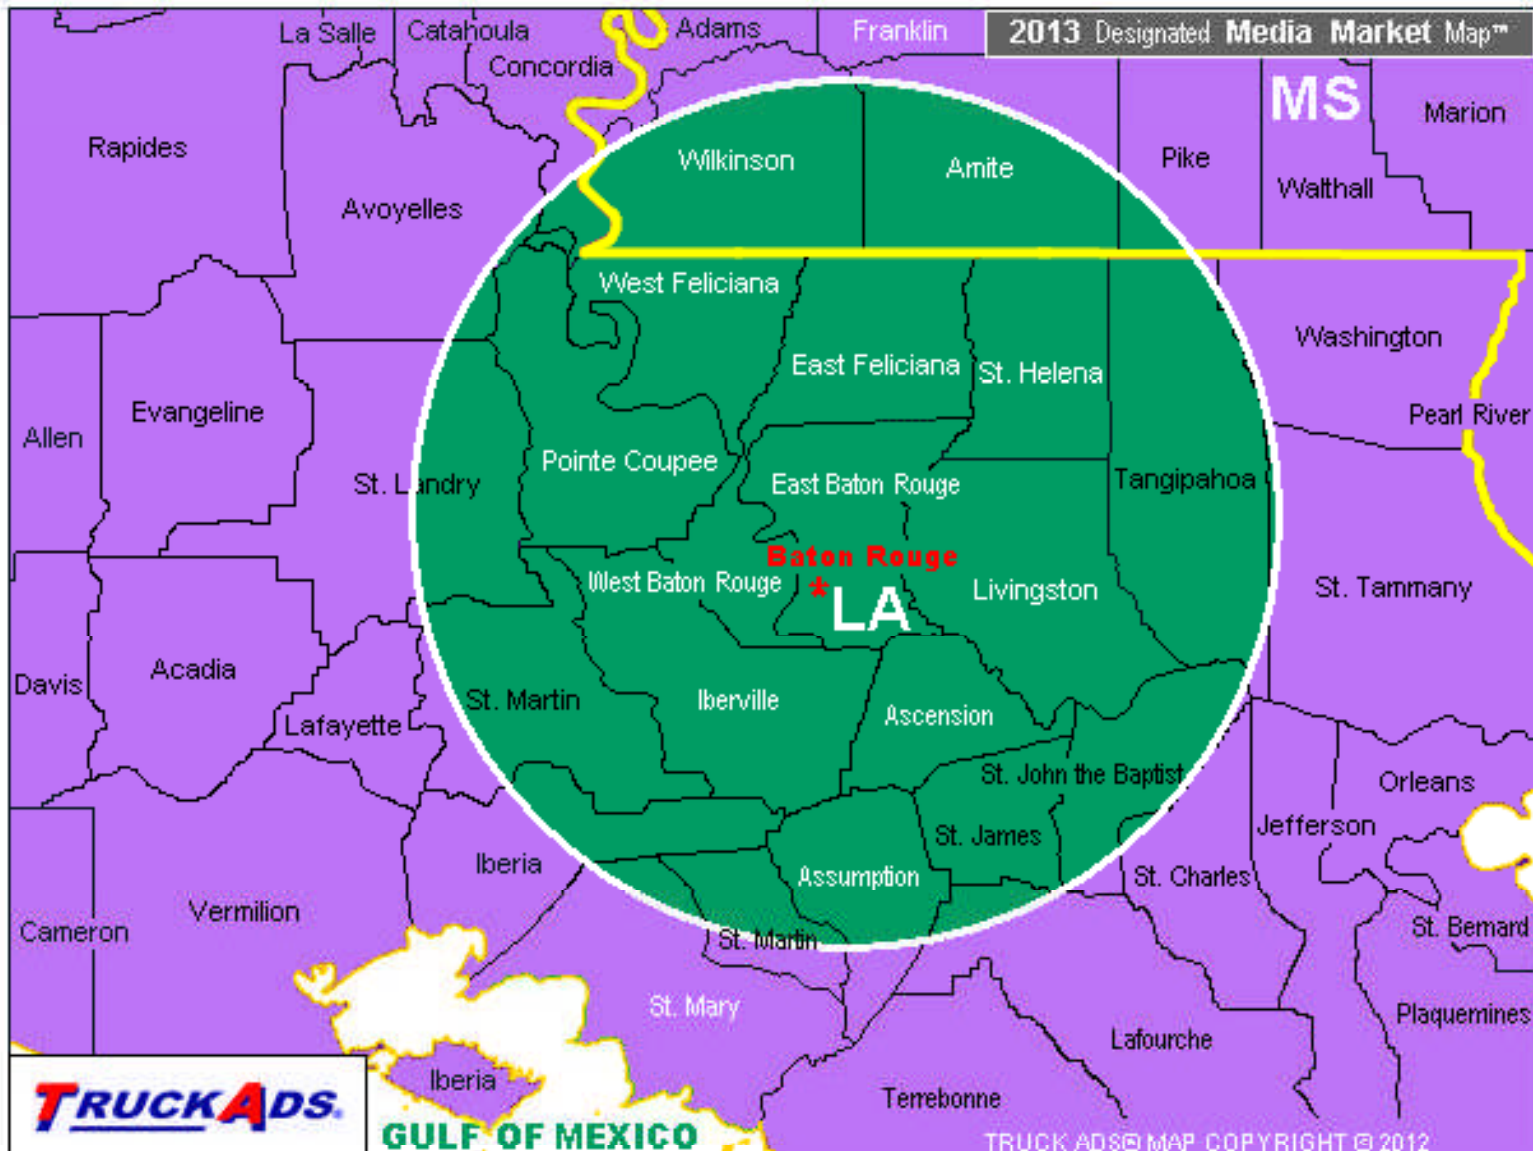 La Salle
Catahoula
Adams
Franklin
2013 Designated Media Market Map™
Concordia
MS
Marion
Rapides
Wilkinson
Amite
Pike
Walthall
Avoyelles
West Feliciana
Washington
East Feliciana
St. Helena
Evangeline
Allen
Pearl River
Pointe Coupee
St. Landry
East Baton Rouge
Tangipahoa
Baton Rouge
West Baton Rouge
*LA
Livingston
St. Tammany
Acadia
Davis
St. Martin
Iberville
Ascension
Lafayette
St. John the Baptist
Orleans
Jefferson
St. James
Iberia
Assumption
St. Charles
Vermilion
Cameron
St. Martin
St. Bernard
St. Mary
Plaquemines
Lafourche
Iberia
Terrebonne
TRUCKADS.
GULF OF MEXICO
TRUCK ADS® MAP COPYRIGHT © 2012